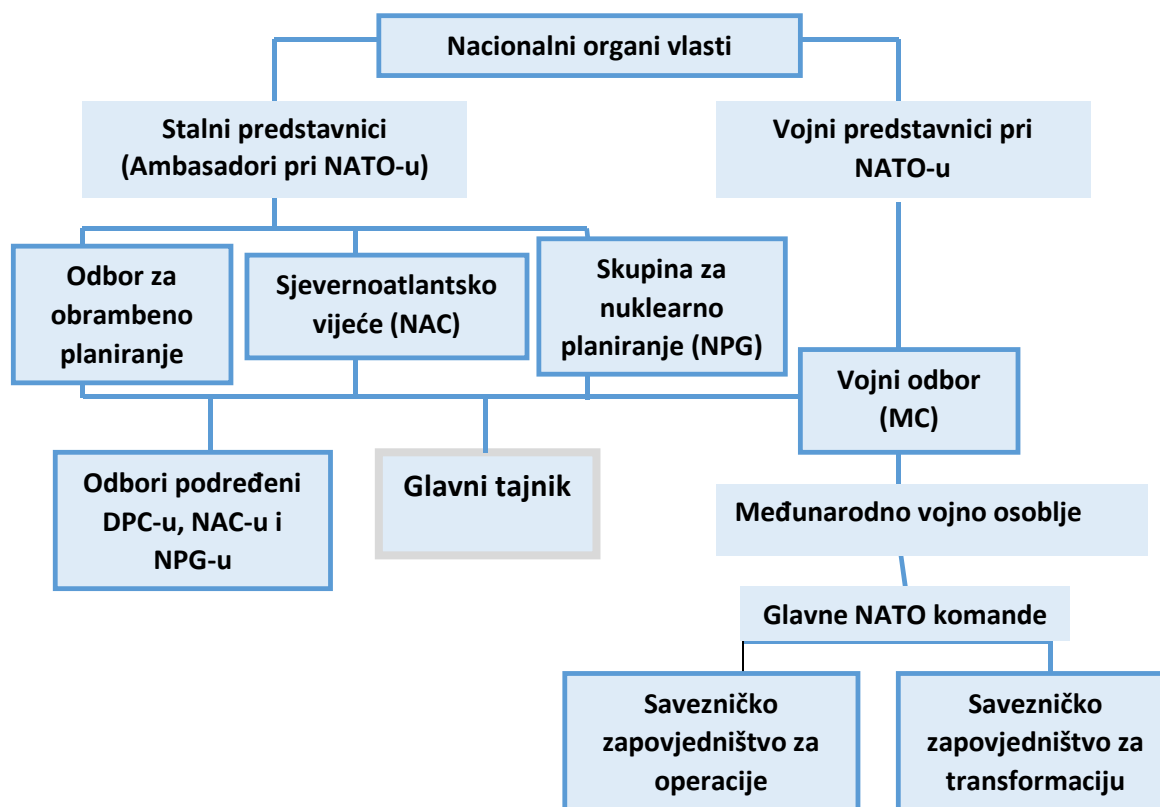 Nacionalni organi vlasti
Stalni predstavnici
(Ambasadori pri NATO-u)
Vojni predstavnici pri
NATO-u
Odbor za
obrambeno
planiranje
Sjevernoatlantsko
vijeće (NAC)
Skupina za
nuklearno
planiranje (NPG)
Vojni odbor
(MC)
Odbori podređeni
DPC-u, NAC-u i
NPG-u
Glavni tajnik
Međunarodno vojno osoblje
Glavne NATO komande
Savezničko
zapovjedništvo za
operacije
Savezničko
zapovjedništvo za
transformaciju